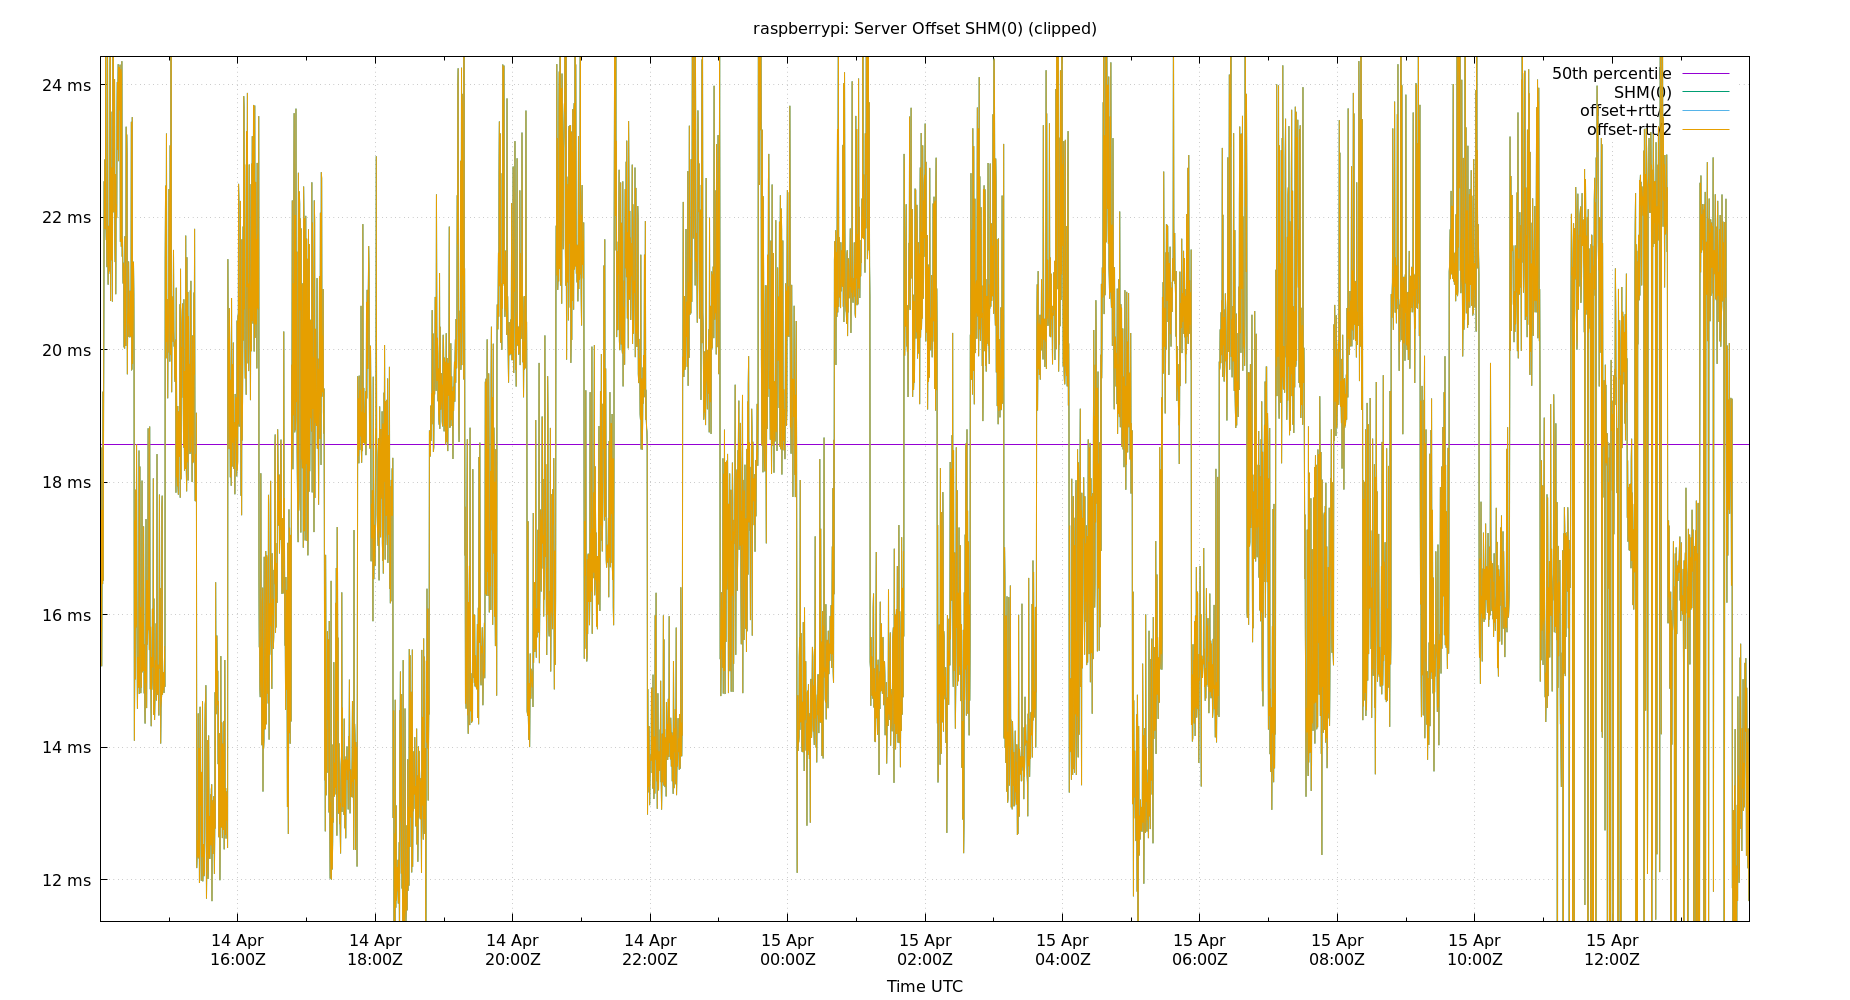 raspberrypi: Server Offset SHM(0) (clipped)
50th percentile
SHM(0)
offset+rtt/2
offset-rtt/2
24 ms
22 ms
20 ms
18 ms
16 ms
14 ms
12 ms
14 Apr 14 Apr 14 Apr 14 Apr 15 Apr 15 Apr 15 Apr 15 Apr 15 Apr 15 Apr 15 Apr
16:00Z 18:00Z 20:00Z 22:00Z 00:00Z 02:00Z 04:00Z 06:00Z 08:00Z 10:00Z 12:00Z
Time UTC